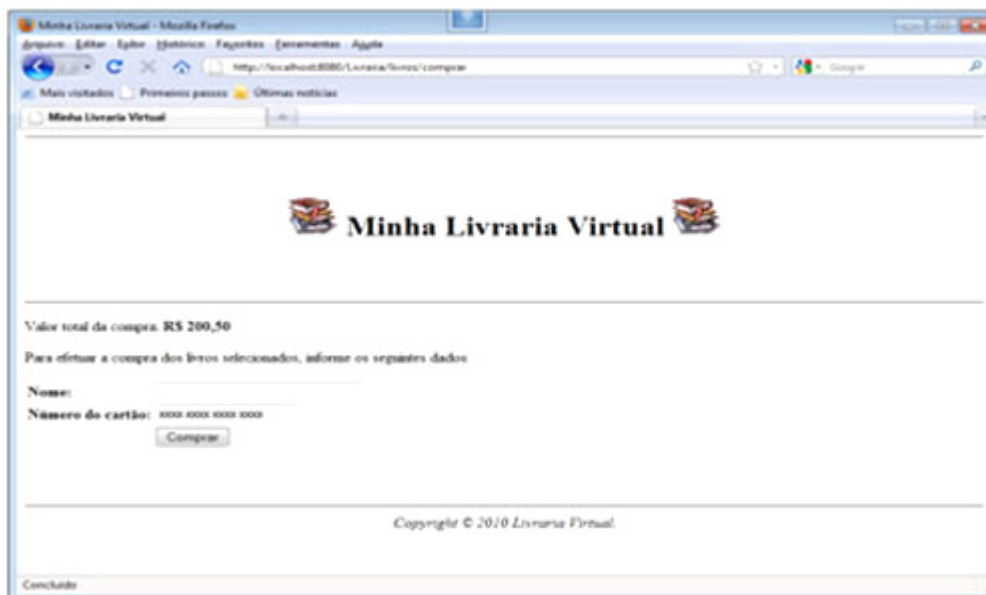 Minha Livraria Virtual - Mozilla Firefox
Arquivo Editar Exibir Histórico Favoritos Ferramentas Ajuda
http://localhost:8080/Livraria/livros/comprar
Google
Mais visitados Primeiros passos Últimas notícias
Minha Livraria Virtual
Minha Livraria Virtual
Valor total da compra: R$ 200,50
Para efetuar a compra dos livros selecionados, informe os seguintes dados:
Nome:
Número do cartão: xxxx xxxx xxxx xxxx
Comprar
Copyright © 2010 Livraria Virtual.
Concluído